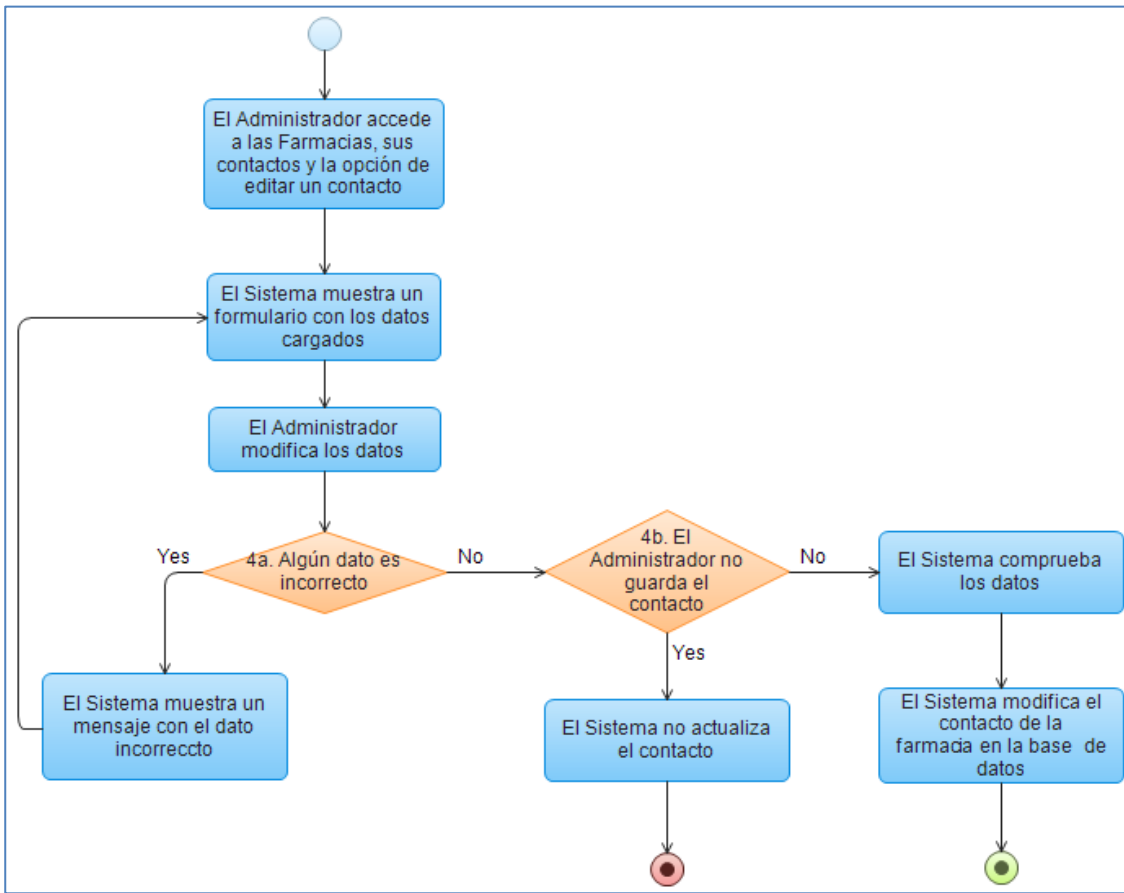 El Administrador accede
a las Farmacias, sus
contactos y la opción de
editar un contacto
El Sistema muestra un
formulario con los datos
cargados
El Administrador
modifica los datos
Yes
4a. Algún dato es
incorrecto
No
4b. El
Administrador no
guarda el
contacto
No
El Sistema comprueba
los datos
Yes
El Sistema muestra un
mensaje con el dato
incorreccto
El Sistema no actualiza
el contacto
El Sistema modifica el
contacto de la
farmacia en la base de
datos